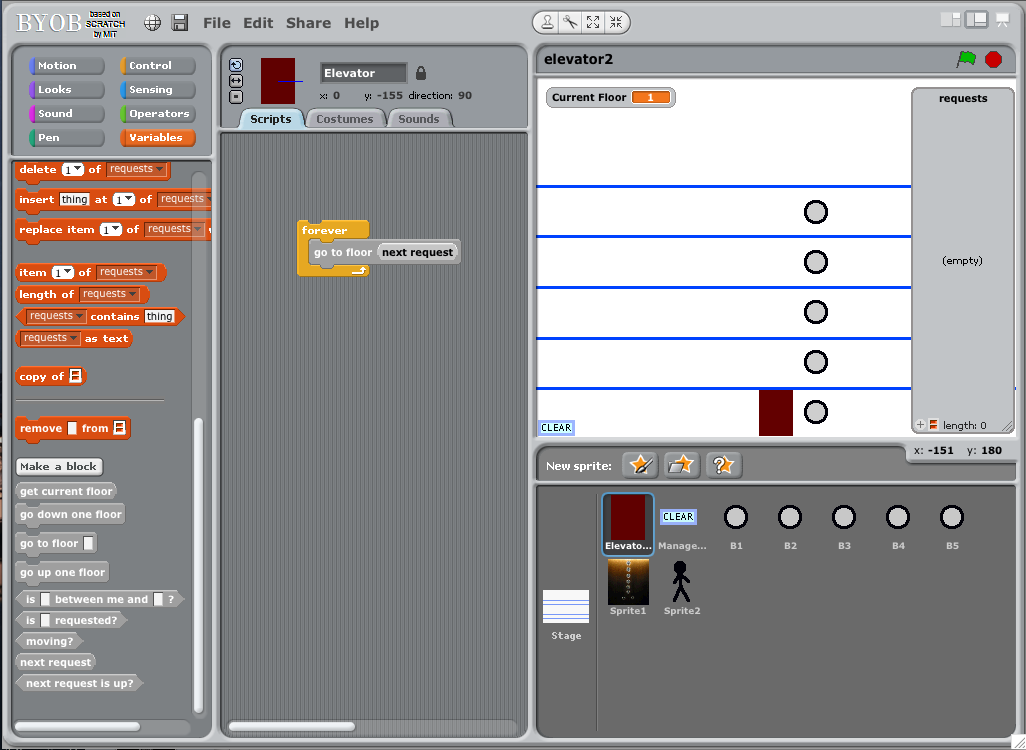 BYOB based on SCRATCH by MIT File Edit Share Help
Motion Control
Looks Sensing
Sound Operators
Pen Variables
delete 1 of requests
insert thing at 1 of requests
replace item 1 of requests
item 1 of requests
length of requests
requests contains thing
requests as text
copy of
remove from
Make a block
get current floor
go down one floor
go to floor
go up one floor
is between me and ?
is requested?
moving?
next request
next request is up?
Elevator
x: 0 y: -155 direction: 90
Scripts Costumes Sounds
forever
go to floor next request
elevator2
Current Floor 1
requests
(empty)
CLEAR
+ length: 0
x: -151 y: 180
New sprite:
Elevato... CLEAR Manage... B1 B2 B3 B4 B5
Sprite1 Sprite2
Stage